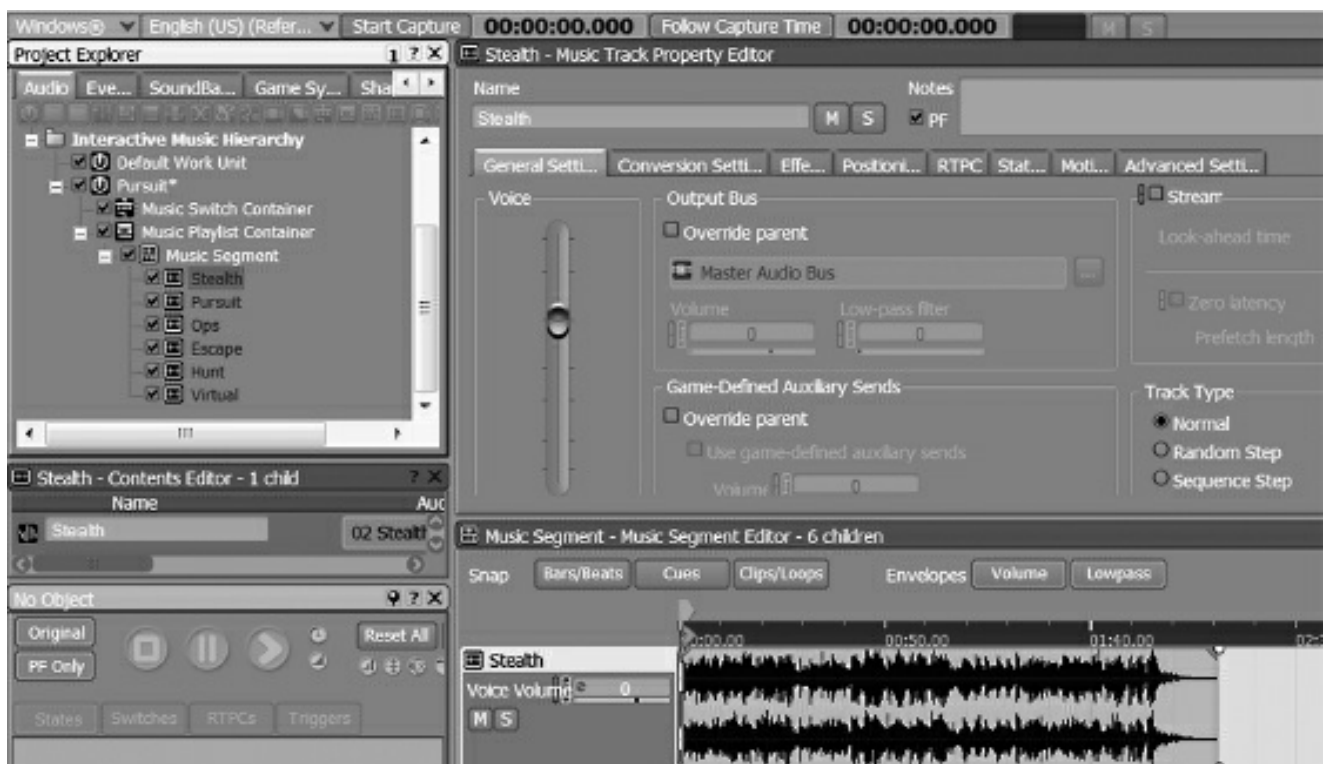 Windows® English (US) (Refer... Start Capture 00:00:00.000 Follow Capture Time 00:00:00.000 M S
Project Explorer 1 ? X
Audio Eve... SoundBa... Game Sy... Sha
Interactive Music Hierarchy
Default Work Unit
Pursuit*
Music Switch Container
Music Playlist Container
Music Segment
Stealth
Pursuit
Ops
Escape
Hunt
Virtual
Stealth - Contents Editor - 1 child ? X
Name Aud
Stealth 02 Stealt
No Object ? X
Original Reset All
PF Only
States Switches RTPCs Triggers
Stealth - Music Track Property Editor
Name Notes
Stealth M S PF
General Setti... Conversion Setti... Effe... Positioni... RTPC Stat... Moti... Advanced Setti...
Voice Output Bus Stream
Override parent Look-ahead time
Master Audio Bus ...
Volume Low-pass filter Zero latency
0 0 Prefetch length
Game-Defined Auxiliary Sends Track Type
Override parent Normal
Use game-defined auxiliary sends Random Step
Volume 0 Sequence Step
Music Segment - Music Segment Editor - 6 children
Snap Bars/Beats Cues Clips/Loops Envelopes Volume Lowpass
0:00.00 00:50.00 01:40.00
Stealth
Voice Volume 0
M S